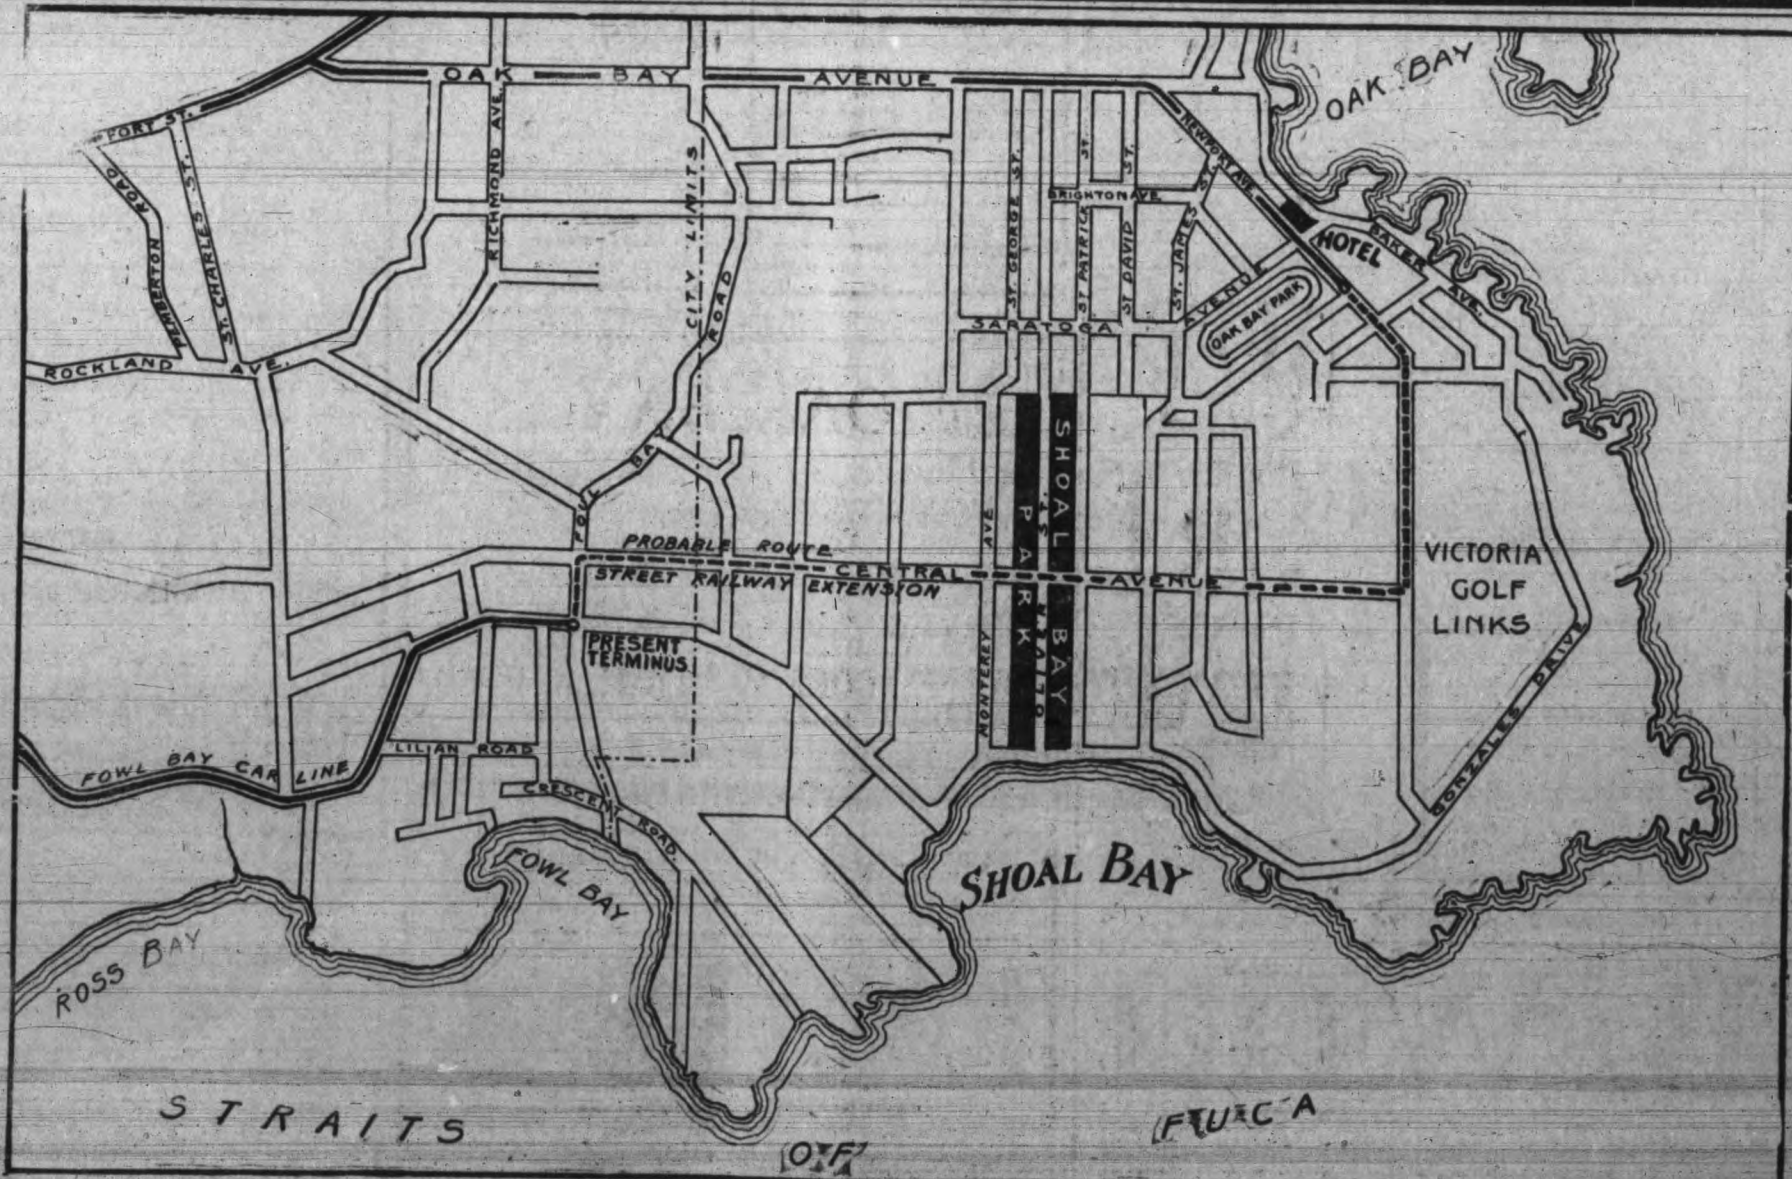 OAK BAY
OAK BAY AVENUE
FORT ST.
PEMBERTON ROAD
ST. CHARLES ST.
RICHMOND AVE.
CITY LIMITS
ST. GEORGE ST.
ST PATRICK ST.
ST DAVID ST.
ST. JAMES ST.
BRIGHTON AVE.
NEWPORT AVE.
HOTEL
BAKER AVE.
OAK BAY PARK
SARATOGA AVENUE
ROCKLAND AVE.
FOUL BAY ROAD
SHOAL BAY
PARK
MONTEREY AVE
ST.
PROBABLE ROUTE
STREET RAILWAY EXTENSION
CENTRAL AVENUE
VICTORIA
GOLF
LINKS
PRESENT
TERMINUS
GONZALES DRIVE
LILIAN ROAD
FOWL BAY CAR LINE
CRESCENT ROAD.
FOWL BAY
SHOAL BAY
ROSS BAY
STRAITS OF FUCA